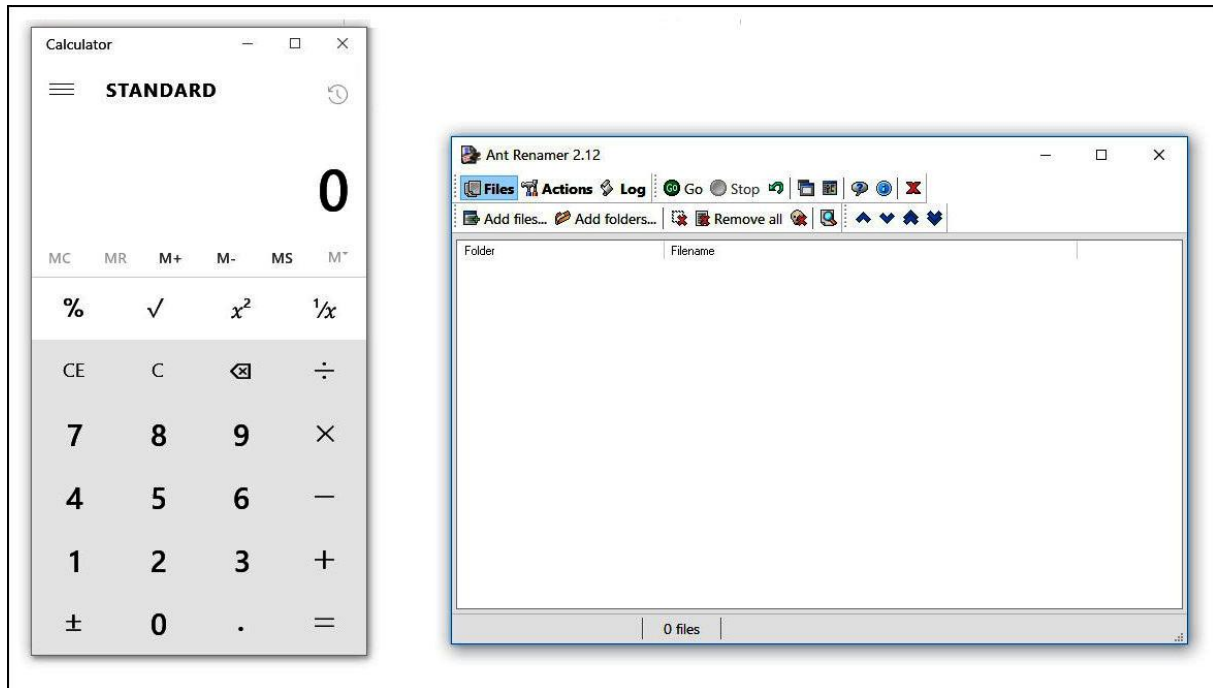 Calculator
STANDARD
0
MC MR M+ M- MS M
% √ x² ¹/x
CE C ÷
7 8 9 ×
4 5 6 −
1 2 3 +
± 0 . =
Ant Renamer 2.12
Files Actions Log GO Go Stop
Add files... Add folders... Remove all
Folder Filename
0 files